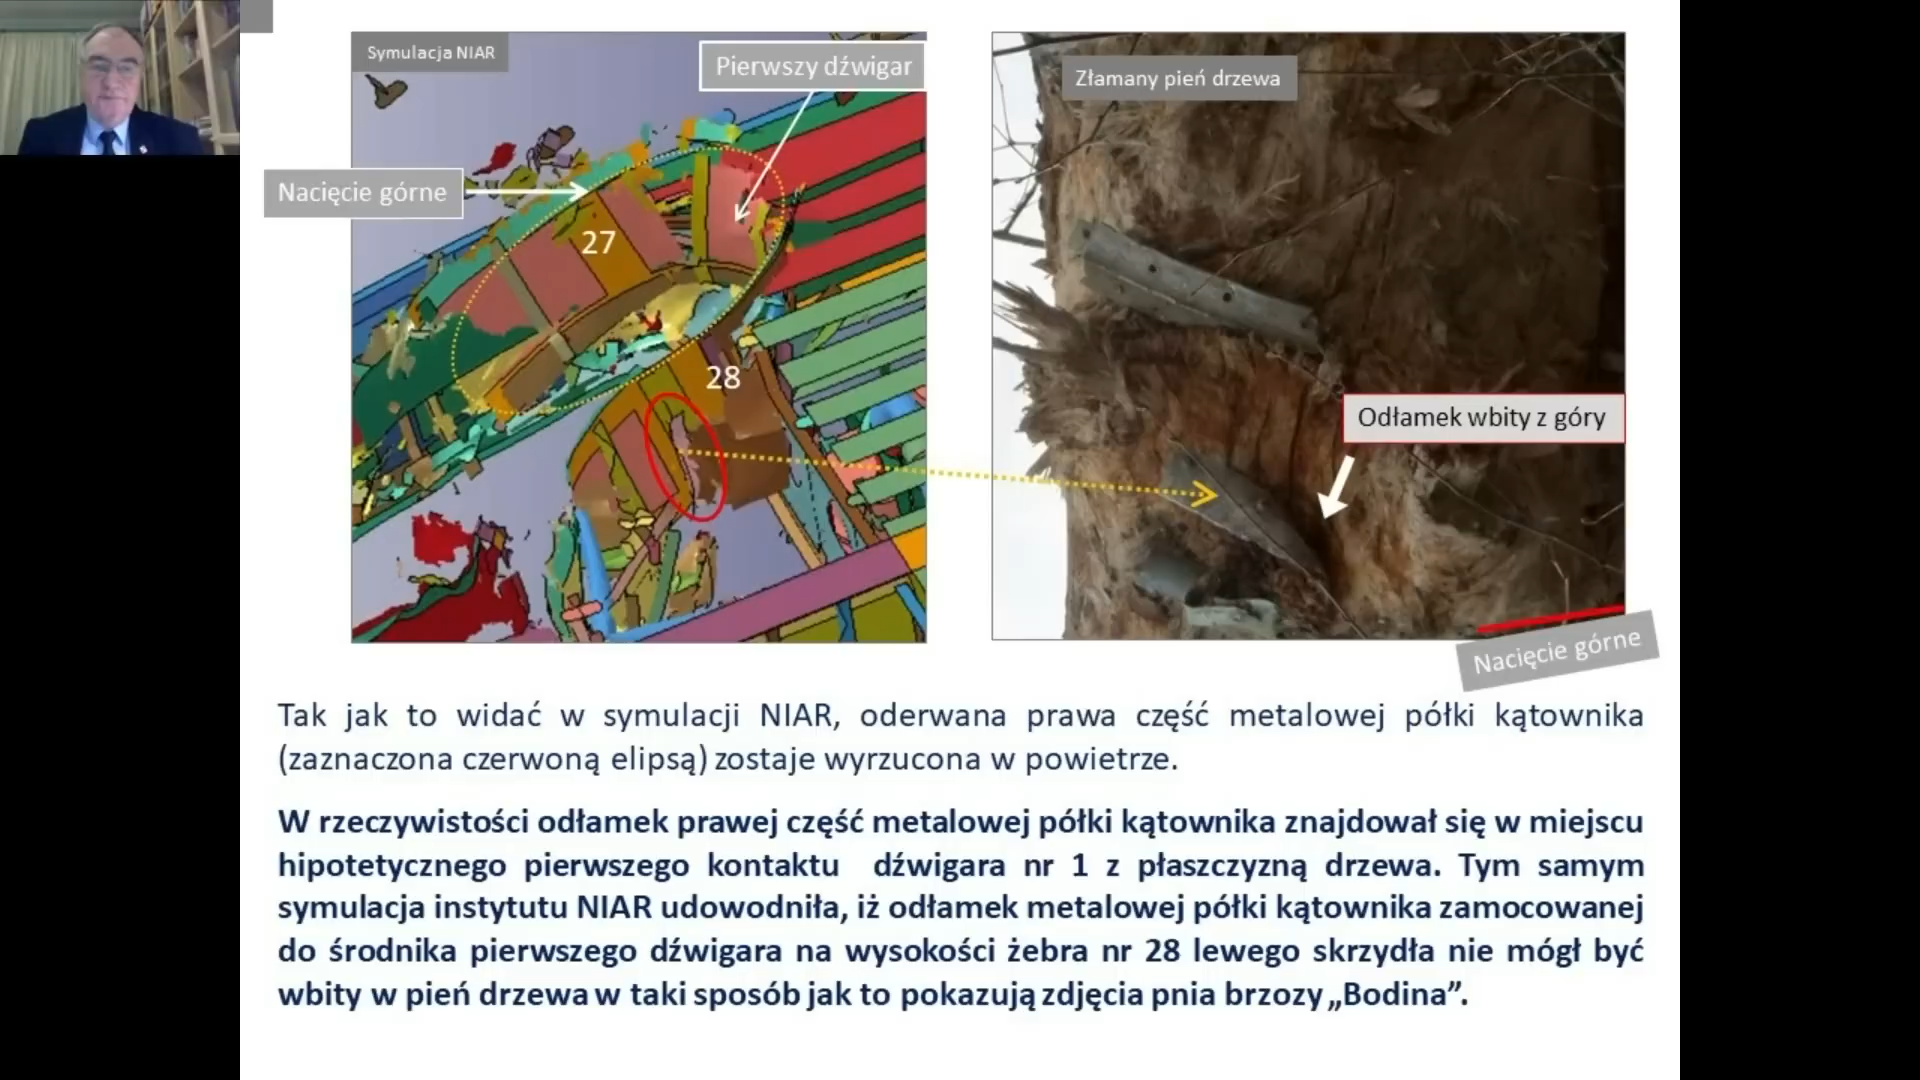 Symulacja NIAR
Pierwszy dźwigar
Nacięcie górne
27
28
Złamany pień drzewa
Odłamek wbity z góry
Nacięcie górne
Tak jak to widać w symulacji NIAR, oderwana prawa część metalowej półki kątownika
(zaznaczona czerwoną elipsą) zostaje wyrzucona w powietrze.
W rzeczywistości odłamek prawej część metalowej półki kątownika znajdował się w miejscu
hipotetycznego pierwszego kontaktu dźwigara nr 1 z płaszczyzną drzewa. Tym samym
symulacja instytutu NIAR udowodniła, iż odłamek metalowej półki kątownika zamocowanej
do środnika pierwszego dźwigara na wysokości żebra nr 28 lewego skrzydła nie mógł być
wbity w pień drzewa w taki sposób jak to pokazują zdjęcia pnia brzozy „Bodina”.